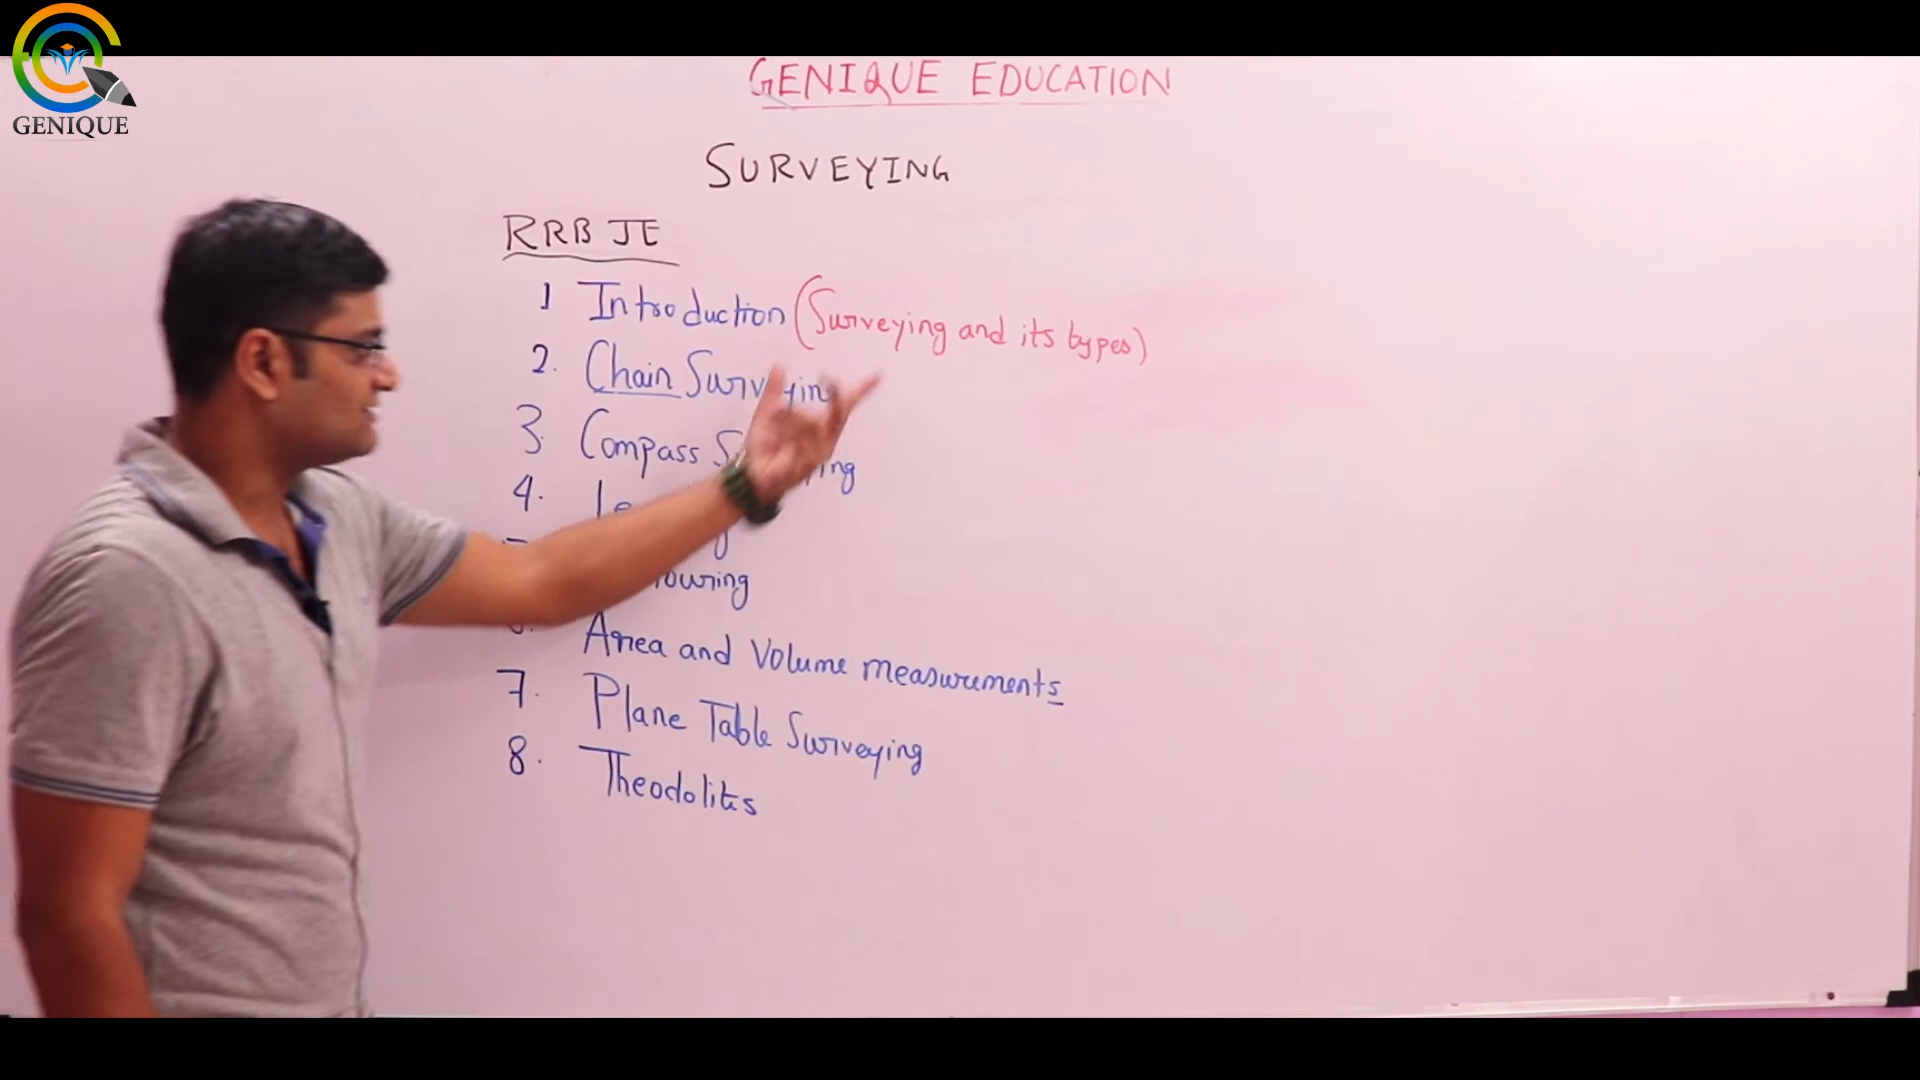 GENIQUE
GENIQUE EDUCATION
SURVEYING
RRB JE
1 Introduction (Surveying and its types)
2. Chain Surveying
3. Compass
4.
Area and Volume measurements
7. Plane Table Surveying
8. Theodolites